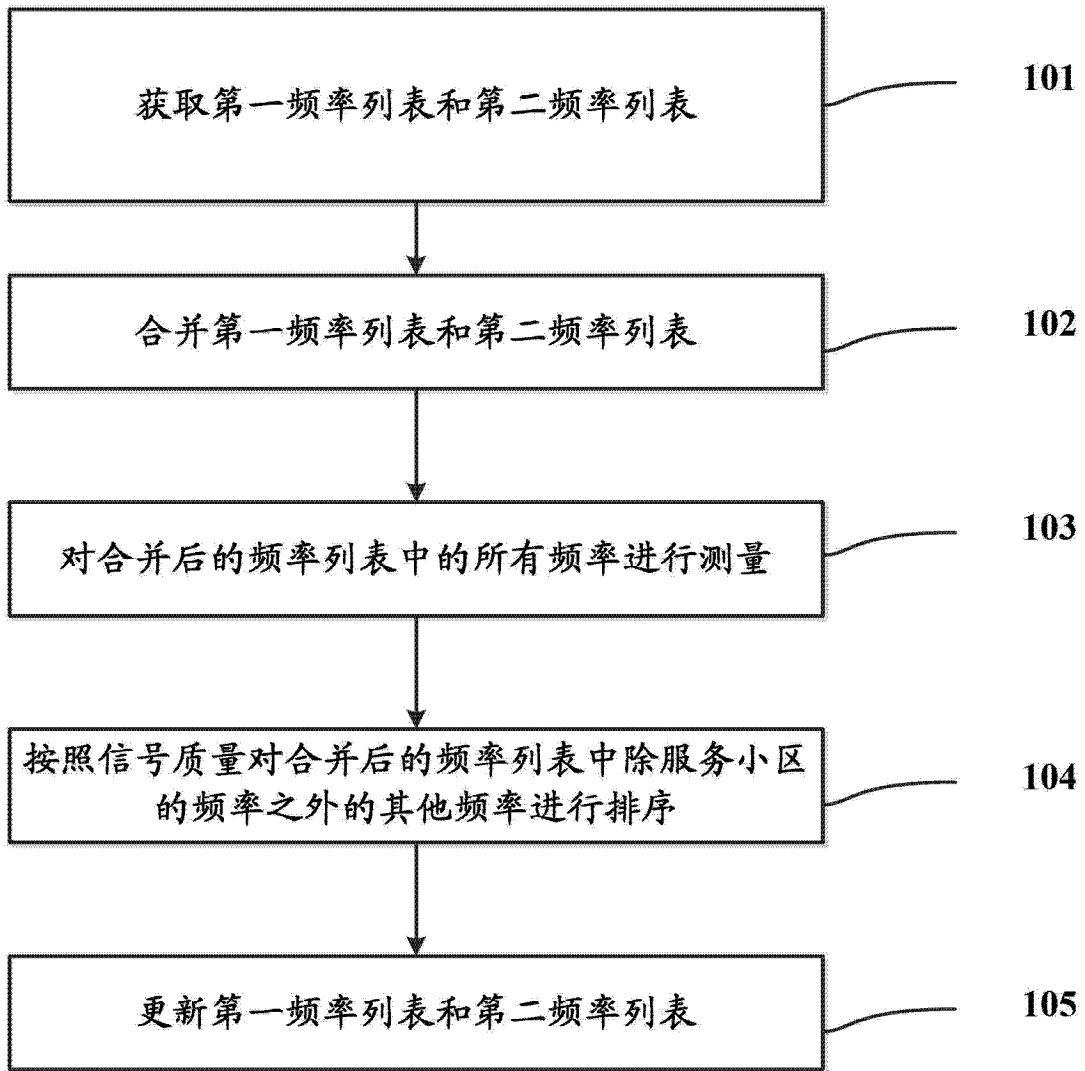 获取第一频率列表和第二频率列表
101
合并第一频率列表和第二频率列表
102
对合并后的频率列表中的所有频率进行测量
103
按照信号质量对合并后的频率列表中除服务小区
的频率之外的其他频率进行排序
104
更新第一频率列表和第二频率列表
105